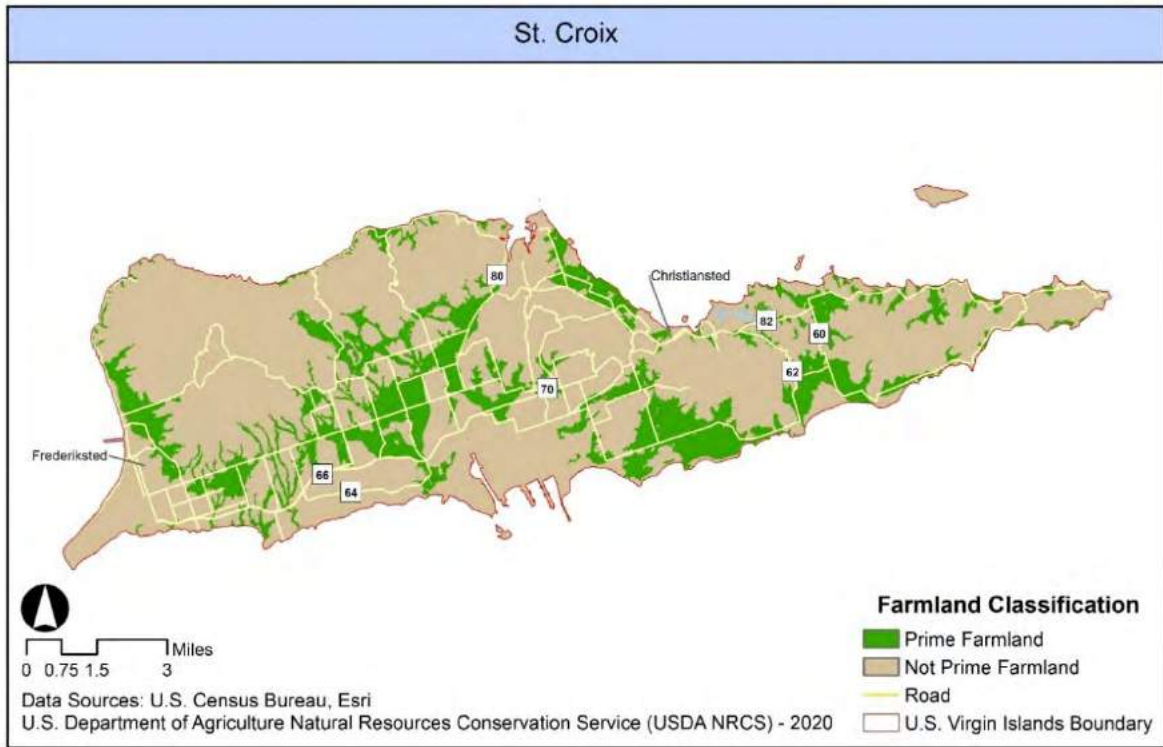 St. Croix
80
Christiansted
82
60
62
70
Frederiksted
66
64
Miles
0 0.75 1.5 3
Data Sources: U.S. Census Bureau, Esri
U.S. Department of Agriculture Natural Resources Conservation Service (USDA NRCS) - 2020
Farmland Classification
Prime Farmland
Not Prime Farmland
Road
U.S. Virgin Islands Boundary